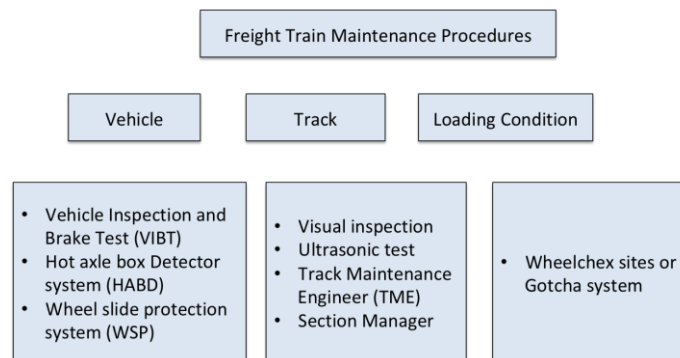 Freight Train Maintenance Procedures
Vehicle
Track
Loading Condition
• Vehicle Inspection and
Brake Test (VIBT)
• Hot axle box Detector
system (HABD)
• Wheel slide protection
system (WSP)
• Visual inspection
• Ultrasonic test
• Track Maintenance
Engineer (TME)
• Section Manager
• Wheelchex sites or
Gotcha system